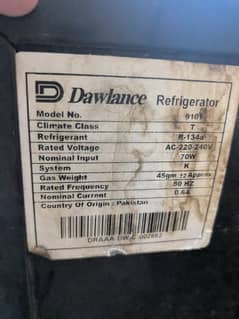 D Dawlance Refrigerator
Model No. 9101
Climate Class T
Refrigerant R-134a
Rated Voltage AC-220-240V
Nominal Input 70W
System K
Gas Weight 45gm ±2 Approx
Rated Frequency 50 HZ
Nominal Current 0.64
Country Of Origin : Pakistan